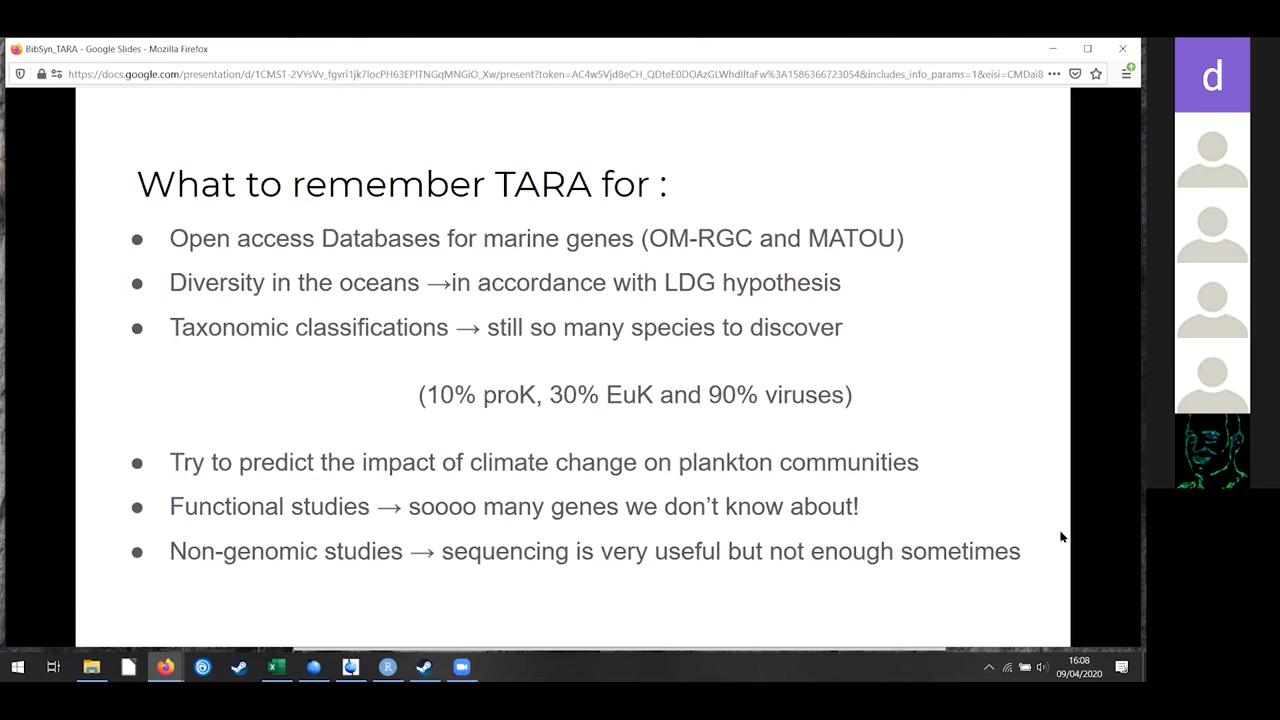 BibSyn_TARA - Google Slides - Mozilla Firefox
d
What to remember TARA for :
● Open access Databases for marine genes (OM-RGC and MATOU)
● Diversity in the oceans →in accordance with LDG hypothesis
● Taxonomic classifications → still so many species to discover
(10% proK, 30% EuK and 90% viruses)
● Try to predict the impact of climate change on plankton communities
● Functional studies → soooo many genes we don't know about!
● Non-genomic studies → sequencing is very useful but not enough sometimes
16:08
09/04/2020